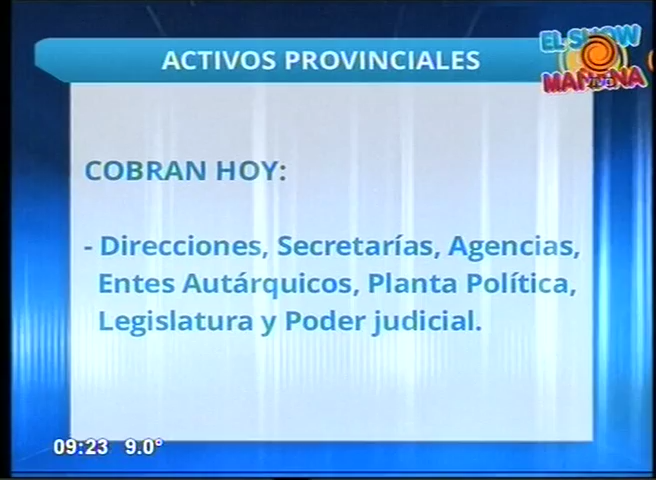 ACTIVOS PROVINCIALES
EL SHOW
MAÑANA
COBRAN HOY:
- Direcciones, Secretarías, Agencias,
Entes Autárquicos, Planta Política,
Legislatura y Poder judicial.
09:23 9.0°